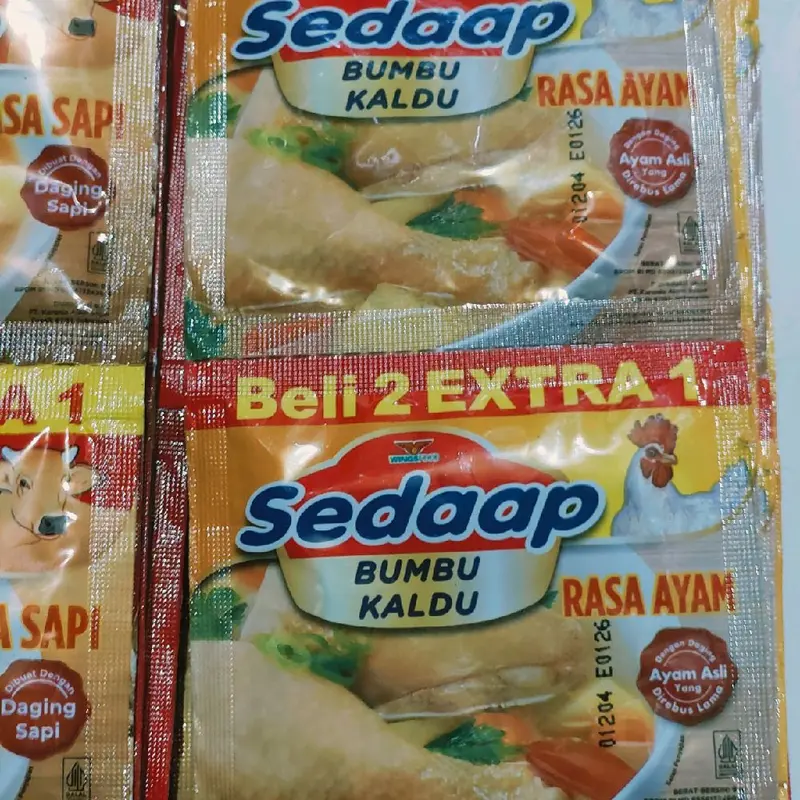 Sedaap
BUMBU
KALDU
RASA AYAM
01204 E0126
Dengan Daging
Ayam Asli
Yang
Direbus Lama
SA SAPI
Dibuat Dengan
Daging
Sapi
Beli 2 EXTRA 1
A 1
WINGS
Sedaap
BUMBU
KALDU
RASA AYAM
01204 E0126
Dengan Daging
Ayam Asli
Yang
Direbus Lama
A SAPI
Dibuat Dengan
Daging
Sapi
HALAL